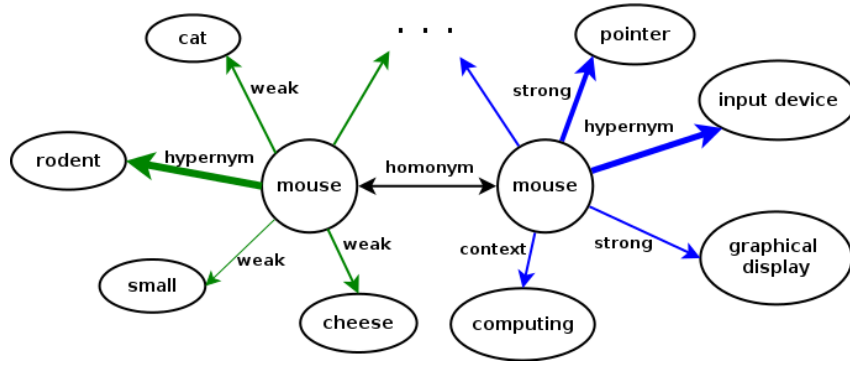 . . .
cat
pointer
weak
strong
input device
hypernym
rodent
hypernym
homonym
mouse
mouse
context
strong
weak
weak
graphical
display
small
cheese
computing